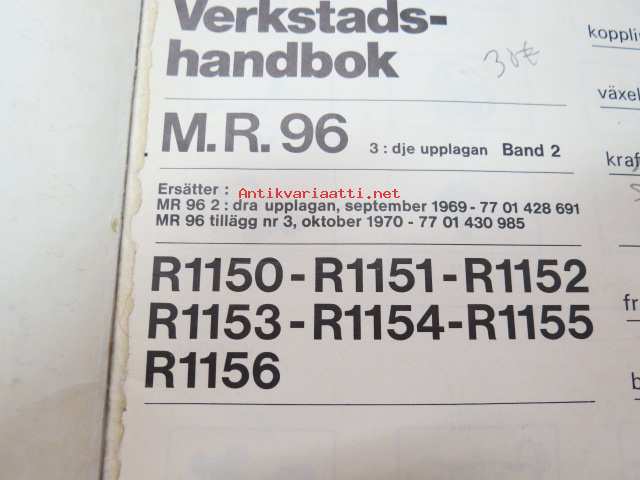 Verkstads-
handbok
30€
M.R. 96 3 : dje upplagan Band 2
Ersätter :
Antikvariaatti.net
MR 96 2 : dra upplagan, september 1969 - 77 01 428 691
MR 96 tillägg nr 3, oktober 1970 - 77 01 430 985
R1150 - R1151 - R1152
R1153 - R1154 - R1155
R1156
koppli
växel
kraf
fr
b